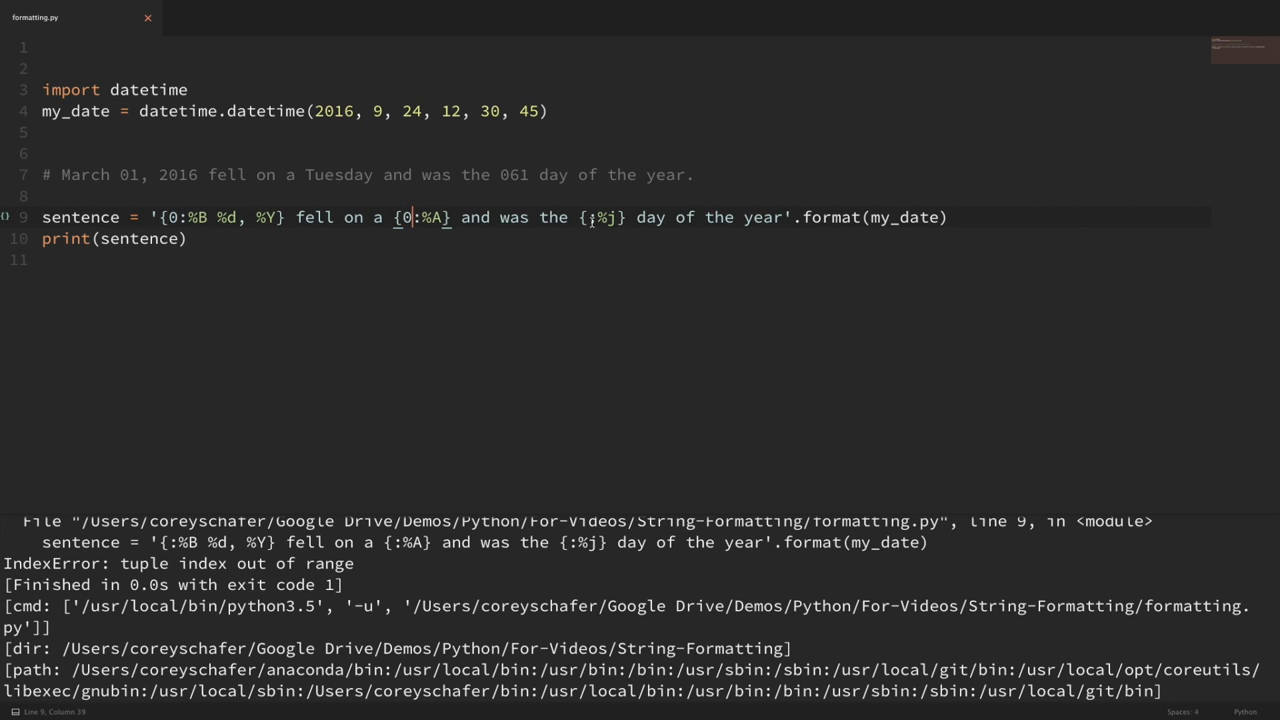 formatting.py
1
2
3 import datetime
4 my_date = datetime.datetime(2016, 9, 24, 12, 30, 45)
5
6
7 # March 01, 2016 fell on a Tuesday and was the 061 day of the year.
8
9 sentence = '{0:%B %d, %Y} fell on a {0:%A} and was the {:%j} day of the year'.format(my_date)
10 print(sentence)
11
File "/Users/coreyschafer/Google Drive/Demos/Python/For-Videos/String-Formatting/formatting.py", line 9, in <module>
sentence = '{:%B %d, %Y} fell on a {:%A} and was the {:%j} day of the year'.format(my_date)
IndexError: tuple index out of range
[Finished in 0.0s with exit code 1]
[cmd: ['/usr/local/bin/python3.5', '-u', '/Users/coreyschafer/Google Drive/Demos/Python/For-Videos/String-Formatting/formatting.
py']]
[dir: /Users/coreyschafer/Google Drive/Demos/Python/For-Videos/String-Formatting]
[path: /Users/coreyschafer/anaconda/bin:/usr/local/bin:/usr/bin:/bin:/usr/sbin:/sbin:/usr/local/git/bin:/usr/local/opt/coreutils/
libexec/gnubin:/usr/local/sbin:/Users/coreyschafer/bin:/usr/bin:/bin:/usr/sbin:/sbin:/usr/local/git/bin]
Line 9, Column 39
Spaces: 4
Python